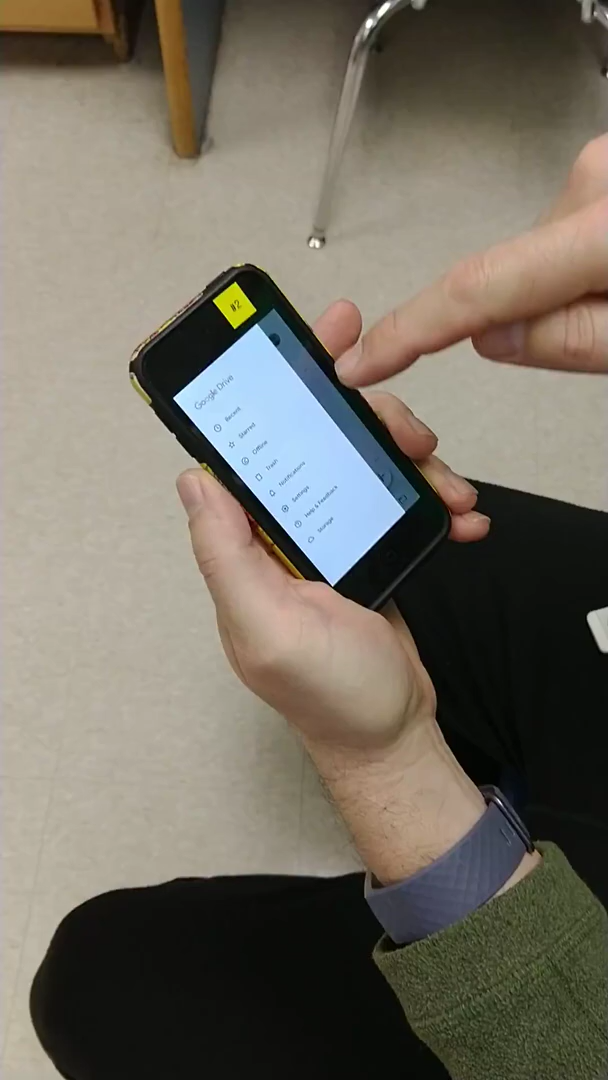 #2
Google Drive
Recent
Starred
Offline
Trash
Notifications
Settings
Help & Feedback
Storage